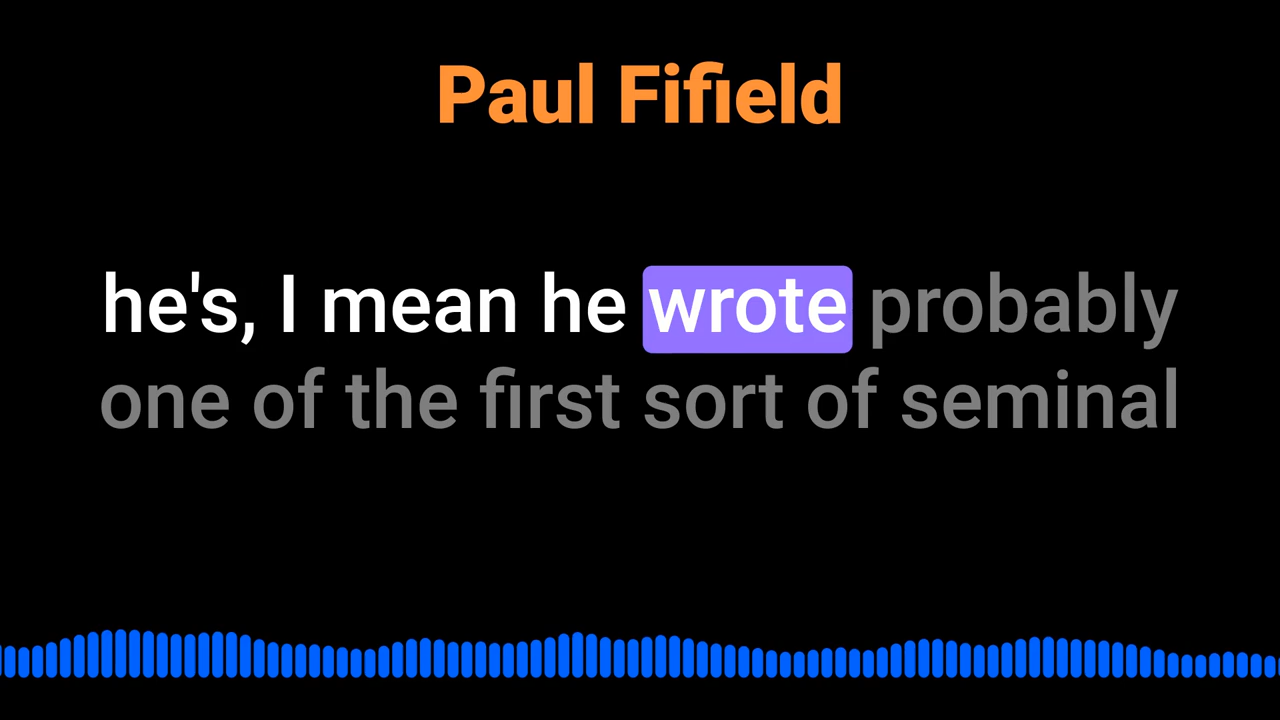 Paul Fifield
he's, I mean he wrote probably
one of the first sort of seminal